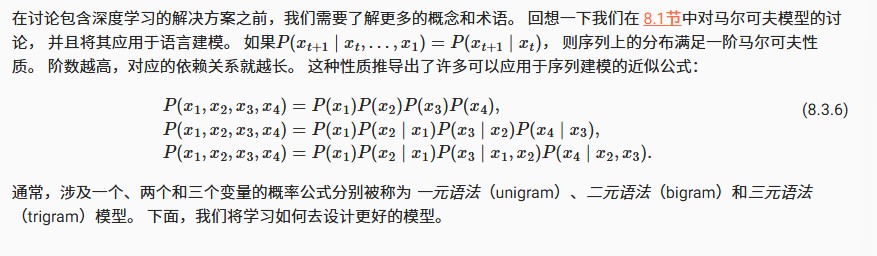 在讨论包含深度学习的解决方案之前，我们需要了解更多的概念和术语。 回想一下我们在 8.1节中对马尔可夫模型的讨
论， 并且将其应用于语言建模。 如果P(x_{t+1} | x_t, …, x_1) = P(x_{t+1} | x_t)， 则序列上的分布满足一阶马尔可夫性
质。 阶数越高，对应的依赖关系就越长。 这种性质推导出了许多可以应用于序列建模的近似公式：
P(x_1, x_2, x_3, x_4) = P(x_1)P(x_2)P(x_3)P(x_4),
P(x_1, x_2, x_3, x_4) = P(x_1)P(x_2 | x_1)P(x_3 | x_2)P(x_4 | x_3), (8.3.6)
P(x_1, x_2, x_3, x_4) = P(x_1)P(x_2 | x_1)P(x_3 | x_1, x_2)P(x_4 | x_2, x_3).
通常，涉及一个、两个和三个变量的概率公式分别被称为 一元语法（unigram）、二元语法（bigram）和三元语法
（trigram）模型。 下面，我们将学习如何去设计更好的模型。